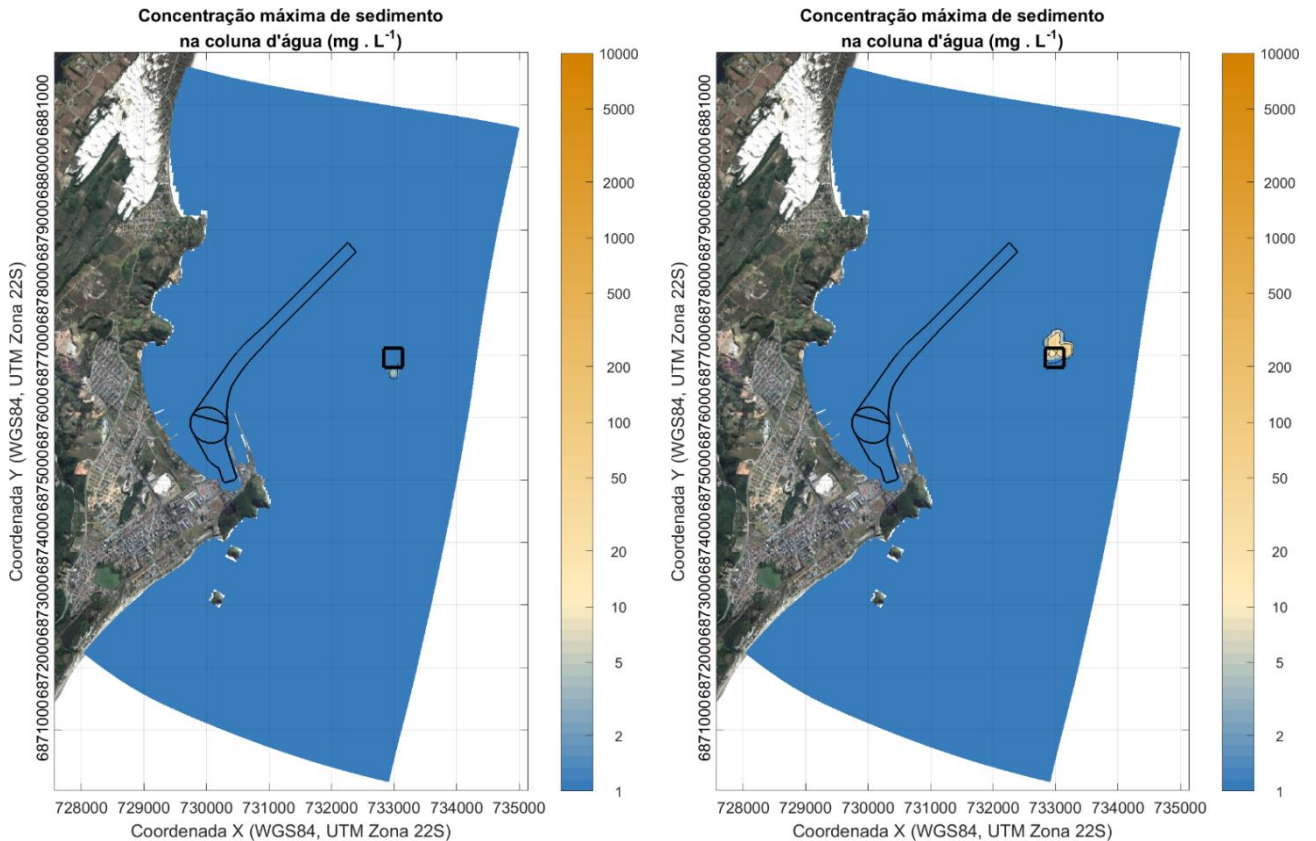 Concentração máxima de sedimento
na coluna d'água (mg . L⁻¹)
10000
5000
2000
1000
500
200
100
50
20
10
5
2
1
Coordenada Y (WGS84, UTM Zona 22S)
6871000 6872000 6873000 6874000 6875000 6876000 6877000 6878000 6879000 6880000 6881000
728000 729000 730000 731000 732000 733000 734000 735000
Coordenada X (WGS84, UTM Zona 22S)
Concentração máxima de sedimento
na coluna d'água (mg . L⁻¹)
10000
5000
2000
1000
500
200
100
50
20
10
5
2
1
Coordenada Y (WGS84, UTM Zona 22S)
6871000 6872000 6873000 6874000 6875000 6876000 6877000 6878000 6879000 6880000 6881000
728000 729000 730000 731000 732000 733000 734000 735000
Coordenada X (WGS84, UTM Zona 22S)